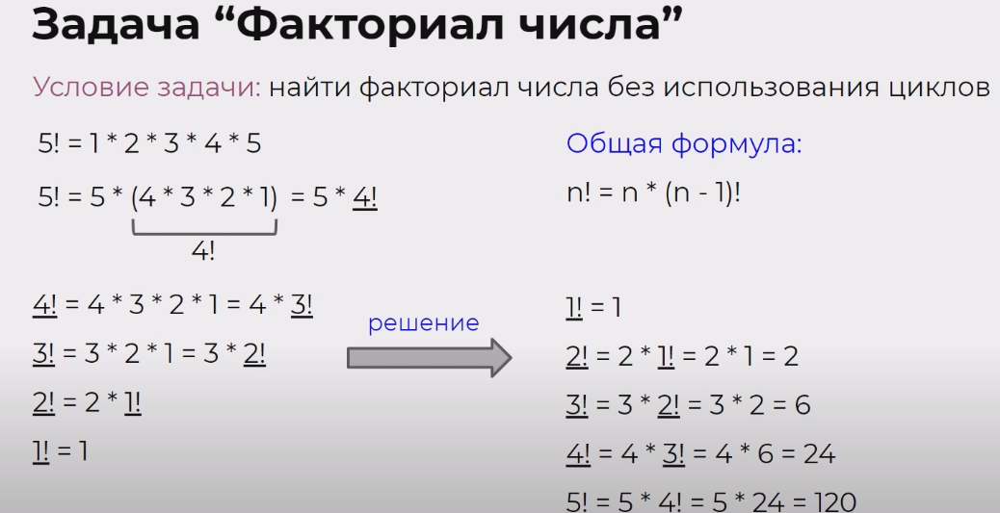 Задача “Факториал числа”
Условие задачи: найти факториал числа без использования циклов
5! = 1 * 2 * 3 * 4 * 5
5! = 5 * (4 * 3 * 2 * 1) = 5 * 4!
4!
4! = 4 * 3 * 2 * 1 = 4 * 3!
3! = 3 * 2 * 1 = 3 * 2!
2! = 2 * 1!
1! = 1
решение
Общая формула:
n! = n * (n - 1)!
1! = 1
2! = 2 * 1! = 2 * 1 = 2
3! = 3 * 2! = 3 * 2 = 6
4! = 4 * 3! = 4 * 6 = 24
5! = 5 * 4! = 5 * 24 = 120